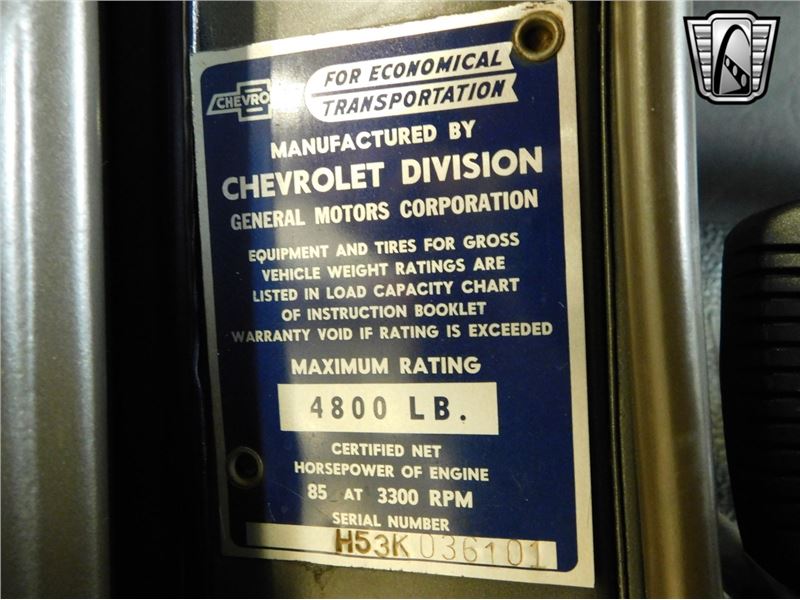 CHEVRO
FOR ECONOMICAL
TRANSPORTATION
MANUFACTURED BY
CHEVROLET DIVISION
GENERAL MOTORS CORPORATION
EQUIPMENT AND TIRES FOR GROSS
VEHICLE WEIGHT RATINGS ARE
LISTED IN LOAD CAPACITY CHART
OF INSTRUCTION BOOKLET
WARRANTY VOID IF RATING IS EXCEEDED
MAXIMUM RATING
4800 LB.
CERTIFIED NET
HORSEPOWER OF ENGINE
85 AT 3300 RPM
SERIAL NUMBER
H53K036101